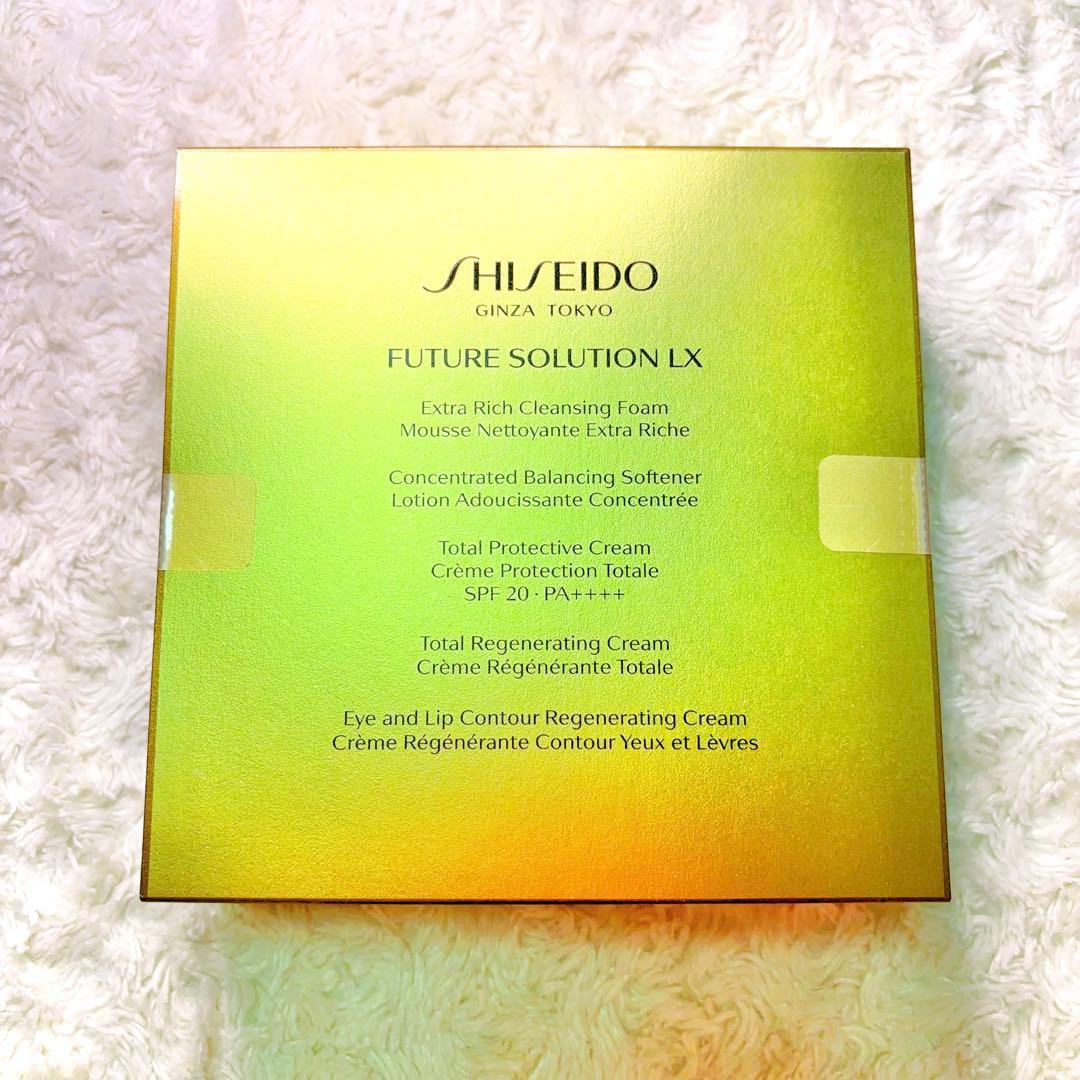 SHISEIDO
GINZA TOKYO
FUTURE SOLUTION LX
Extra Rich Cleansing Foam
Mousse Nettoyante Extra Riche
Concentrated Balancing Softener
Lotion Adoucissante Concentrée
Total Protective Cream
Crème Protection Totale
SPF 20 · PA++++
Total Regenerating Cream
Crème Régénérante Totale
Eye and Lip Contour Regenerating Cream
Crème Régénérante Contour Yeux et Lèvres